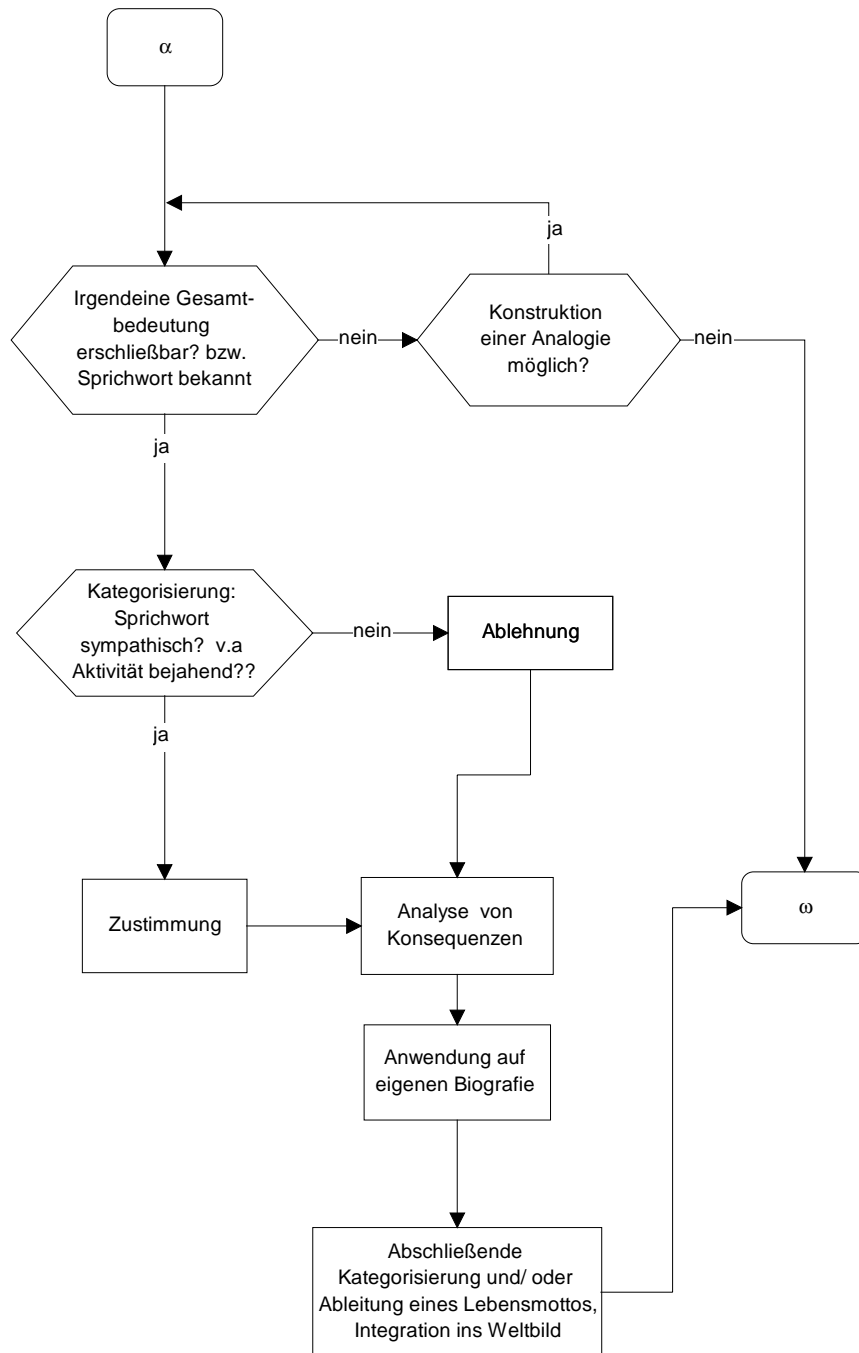 α
ja
Irgendeine Gesamt-
bedeutung
erschließbar? bzw.
Sprichwort bekannt
nein
Konstruktion
einer Analogie
möglich?
nein
ja
Kategorisierung:
Sprichwort
sympathisch? v.a
Aktivität bejahend??
nein
Ablehnung
ja
Zustimmung
Analyse von
Konsequenzen
ω
Anwendung auf
eigenen Biografie
Abschließende
Kategorisierung und/ oder
Ableitung eines Lebensmottos,
Integration ins Weltbild